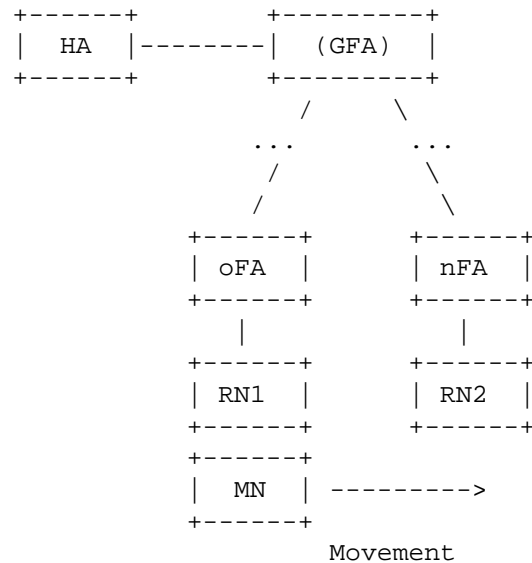 HA (GFA)
... ...
oFA nFA
RN1 RN2
MN
Movement